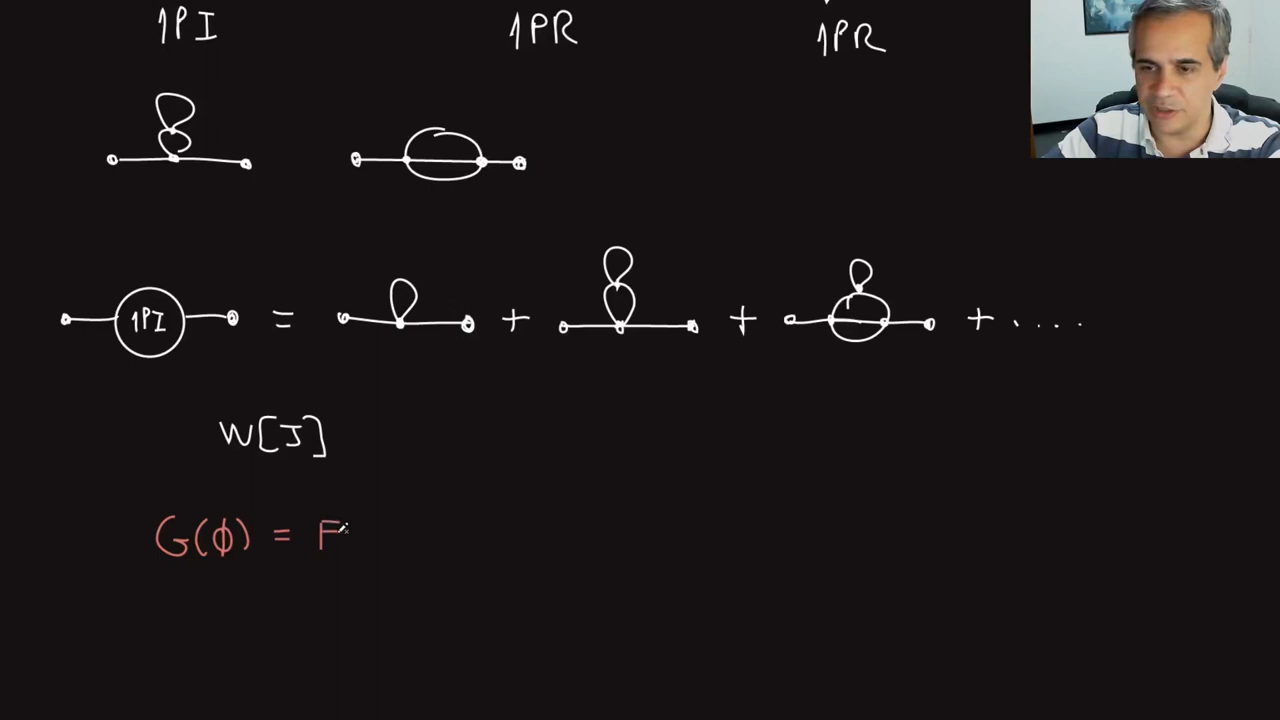 1PI 1PR 1PR
1PI = + + + ....
W[J]
G(ϕ) = F